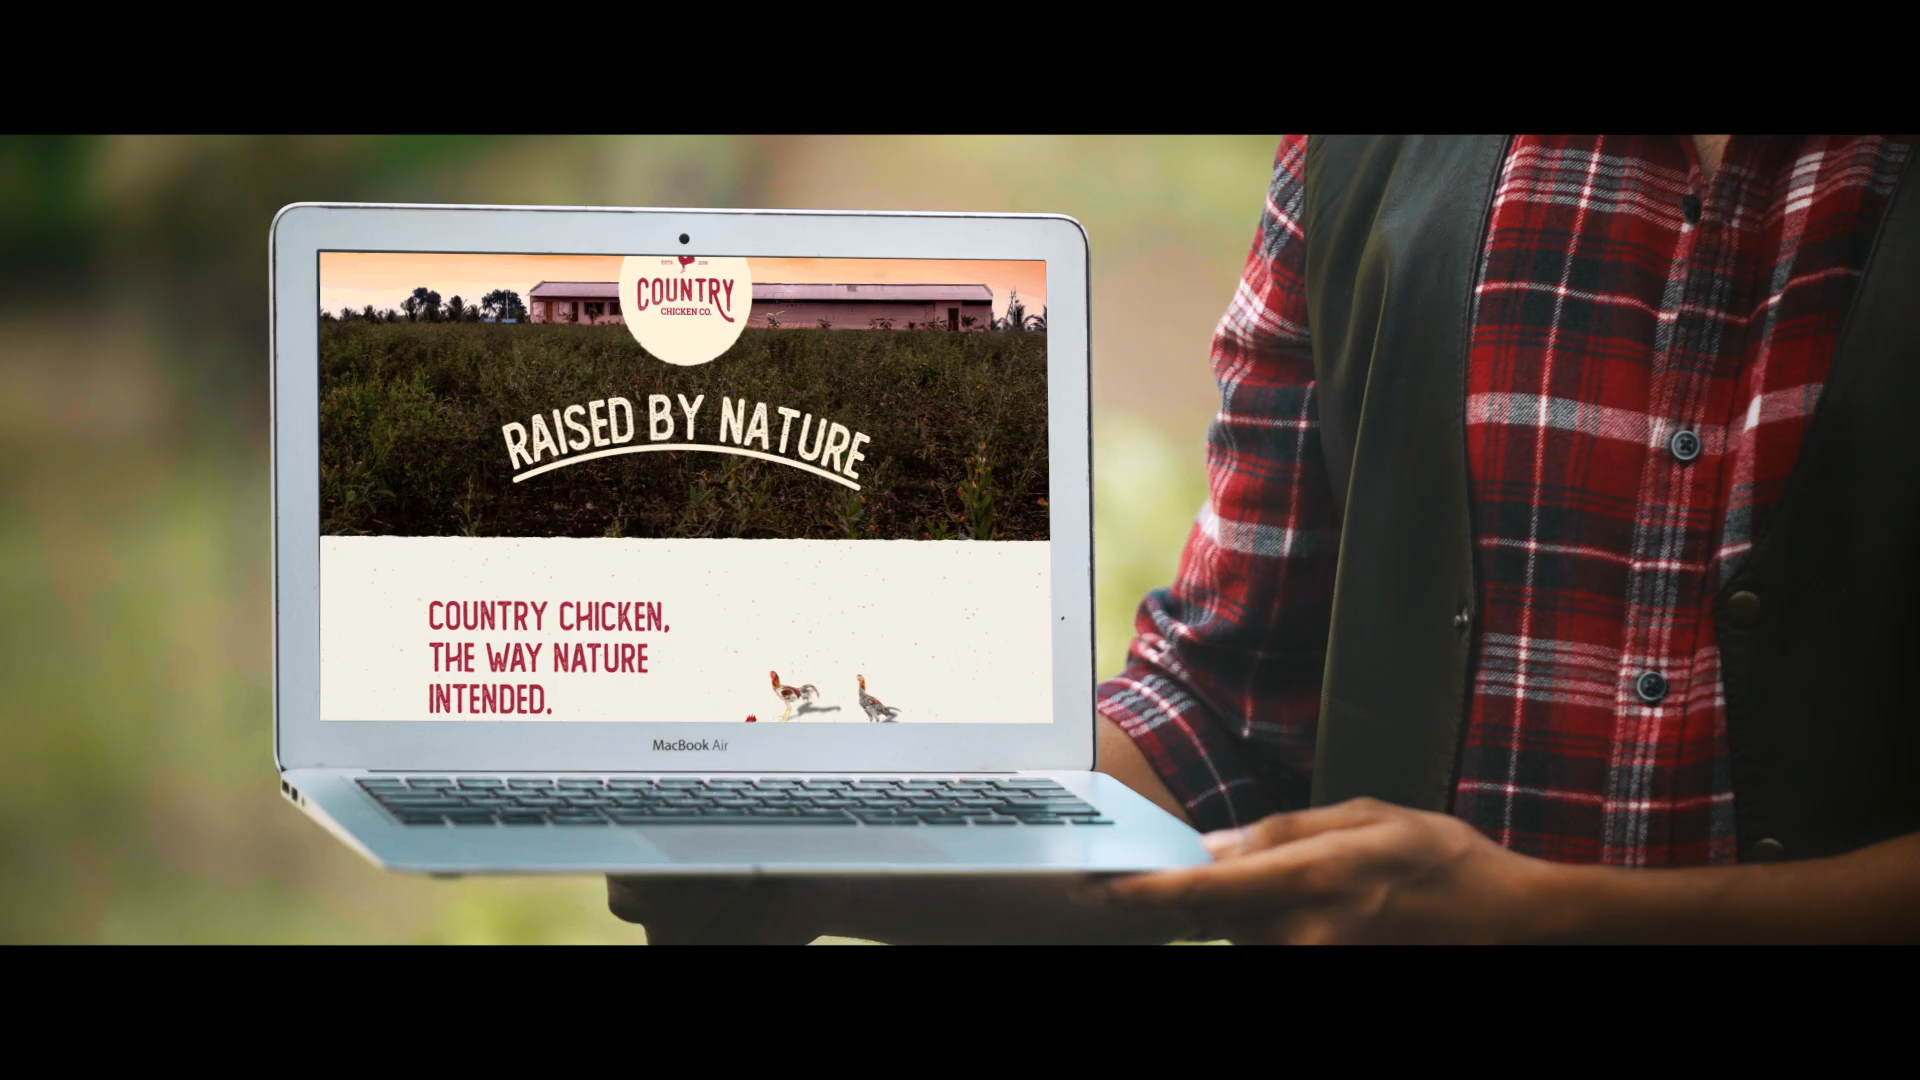 COUNTRY
CHICKEN CO.
RAISED BY NATURE
COUNTRY CHICKEN,
THE WAY NATURE
INTENDED.
MacBook Air